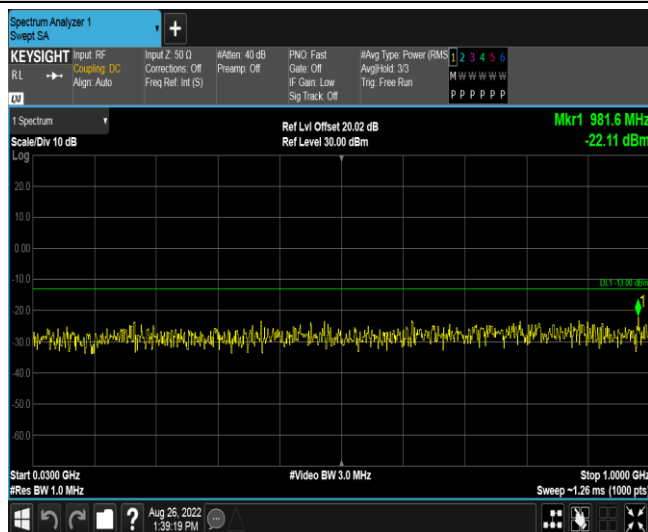 Spectrum Analyzer 1
Swept SA
+
KEYSIGHT
RL
LXI
Input: RF
Coupling: DC
Align: Auto
Input Z: 50 Ω
Corrections: Off
Freq Ref: Int (S)
#Atten: 40 dB
Preamp: Off
PNO: Fast
Gate: Off
IF Gain: Low
Sig Track: Off
#Avg Type: Power (RMS
Avg|Hold: 3/3
Trig: Free Run
1 2 3 4 5 6
M W W W W W
P P P P P P
1 Spectrum
Scale/Div 10 dB
Log
Ref Lvl Offset 20.02 dB
Ref Level 30.00 dBm
Mkr1 981.6 MHz
-22.11 dBm
20.0
10.0
0.00
-10.0
DL1 -13.00 dBm
1
-20.0
-30.0
-40.0
-50.0
-60.0
Start 0.0300 GHz
#Res BW 1.0 MHz
#Video BW 3.0 MHz
Stop 1.0000 GHz
Sweep ~1.26 ms (1000 pts)
?
Aug 26, 2022
1:39:19 PM